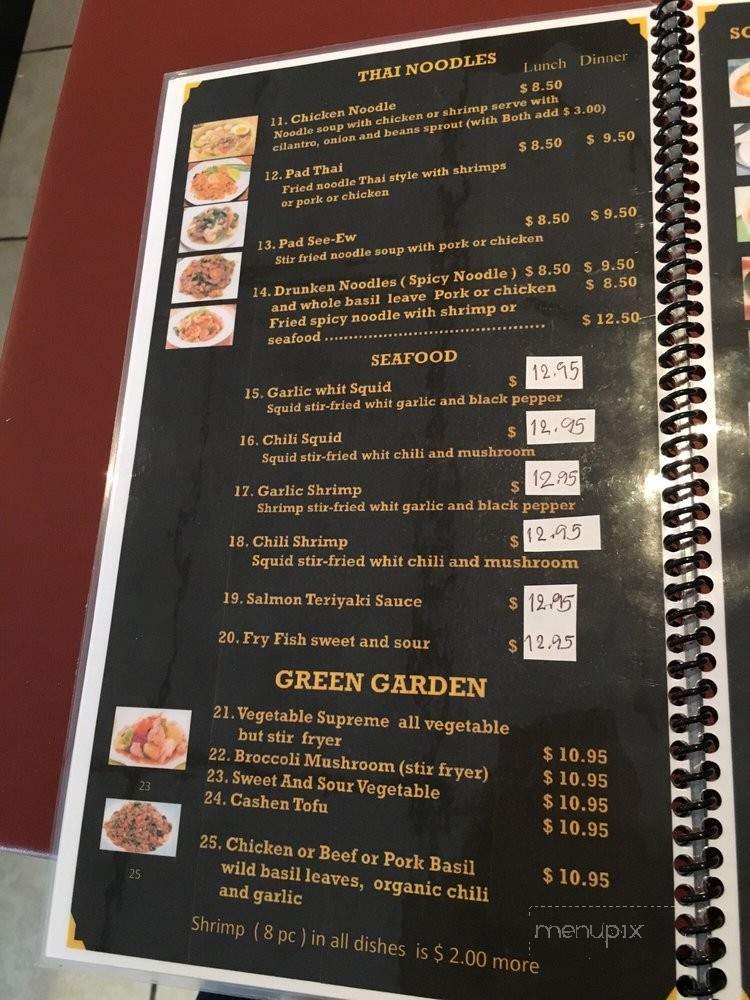 THAI NOODLES
Lunch Dinner
11. Chicken Noodle $ 8.50
Noodle soup with chicken or shrimp serve with
cilantro, onion and beans sprout (with Both add $ 3.00)
12. Pad Thai $ 8.50 $ 9.50
Fried noodle Thai style with shrimps
or pork or chicken
13. Pad See-Ew $ 8.50 $ 9.50
Stir fried noodle soup with pork or chicken
14. Drunken Noodles ( Spicy Noodle ) $ 8.50 $ 9.50
and whole basil leave Pork or chicken $ 8.50
Fried spicy noodle with shrimp or
seafood ............................................. $ 12.50
SEAFOOD
15. Garlic whit Squid $ 12.95
Squid stir-fried whit garlic and black pepper
16. Chili Squid $ 12.95
Squid stir-fried whit chili and mushroom
17. Garlic Shrimp $ 12.95
Shrimp stir-fried whit garlic and black pepper
18. Chili Shrimp $ 12.95
Squid stir-fried whit chili and mushroom
19. Salmon Teriyaki Sauce $ 12.95
20. Fry Fish sweet and sour $ 12.95
GREEN GARDEN
21. Vegetable Supreme all vegetable
but stir fryer $ 10.95
22. Broccoli Mushroom (stir fryer) $ 10.95
23. Sweet And Sour Vegetable $ 10.95
24. Cashen Tofu $ 10.95
23
25. Chicken or Beef or Pork Basil
wild basil leaves, organic chili $ 10.95
and garlic
25
Shrimp ( 8 pc ) in all dishes is $ 2.00 more
menupix
SO